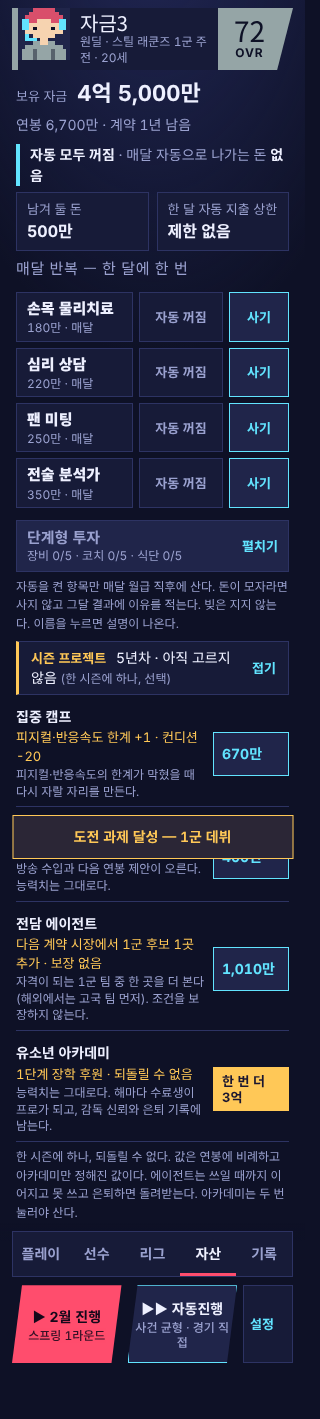 자금3
원딜 · 스틸 래쿤즈 1군 주
전 · 20세
72
OVR
보유 자금 4억 5,000만
연봉 6,700만 · 계약 1년 남음
자동 모두 꺼짐 · 매달 자동으로 나가는 돈 없
음
남겨 둘 돈
500만
한 달 자동 지출 상한
제한 없음
매달 반복 — 한 달에 한 번
손목 물리치료
180만 · 매달
자동 꺼짐
사기
심리 상담
220만 · 매달
자동 꺼짐
사기
팬 미팅
250만 · 매달
자동 꺼짐
사기
전술 분석가
350만 · 매달
자동 꺼짐
사기
단계형 투자
장비 0/5 · 코치 0/5 · 식단 0/5
펼치기
자동을 켠 항목만 매달 월급 직후에 산다. 돈이 모자라면
사지 않고 그달 결과에 이유를 적는다. 빚은 지지 않는
다. 이름을 누르면 설명이 나온다.
시즌 프로젝트 5년차 · 아직 고르지
않음 (한 시즌에 하나, 선택)
접기
집중 캠프
피지컬·반응속도 한계 +1 · 컨디션
-20
피지컬·반응속도의 한계가 막혔을 때
다시 자랄 자리를 만든다.
670만
도전 과제 달성 — 1군 데뷔
방송 수입과 다음 연봉 제안이 오른다.
능력치는 그대로다.
전담 에이전트
다음 계약 시장에서 1군 후보 1곳
추가 · 보장 없음
자격이 되는 1군 팀 중 한 곳을 더 본다
(해외에서는 고국 팀 먼저). 조건을 보
장하지 않는다.
1,010만
유소년 아카데미
1단계 장학 후원 · 되돌릴 수 없음
능력치는 그대로다. 해마다 수료생이
프로가 되고, 감독 신뢰와 은퇴 기록에
남는다.
한 번 더
3억
한 시즌에 하나, 되돌릴 수 없다. 값은 연봉에 비례하고
아카데미만 정해진 값이다. 에이전트는 쓰일 때까지 이
어지고 못 쓰고 은퇴하면 돌려받는다. 아카데미는 두 번
눌러야 산다.
플레이 선수 리그 자산 기록
▶ 2월 진행
스프링 1라운드
▶▶ 자동진행
사건 균형 · 경기 직
접
설정